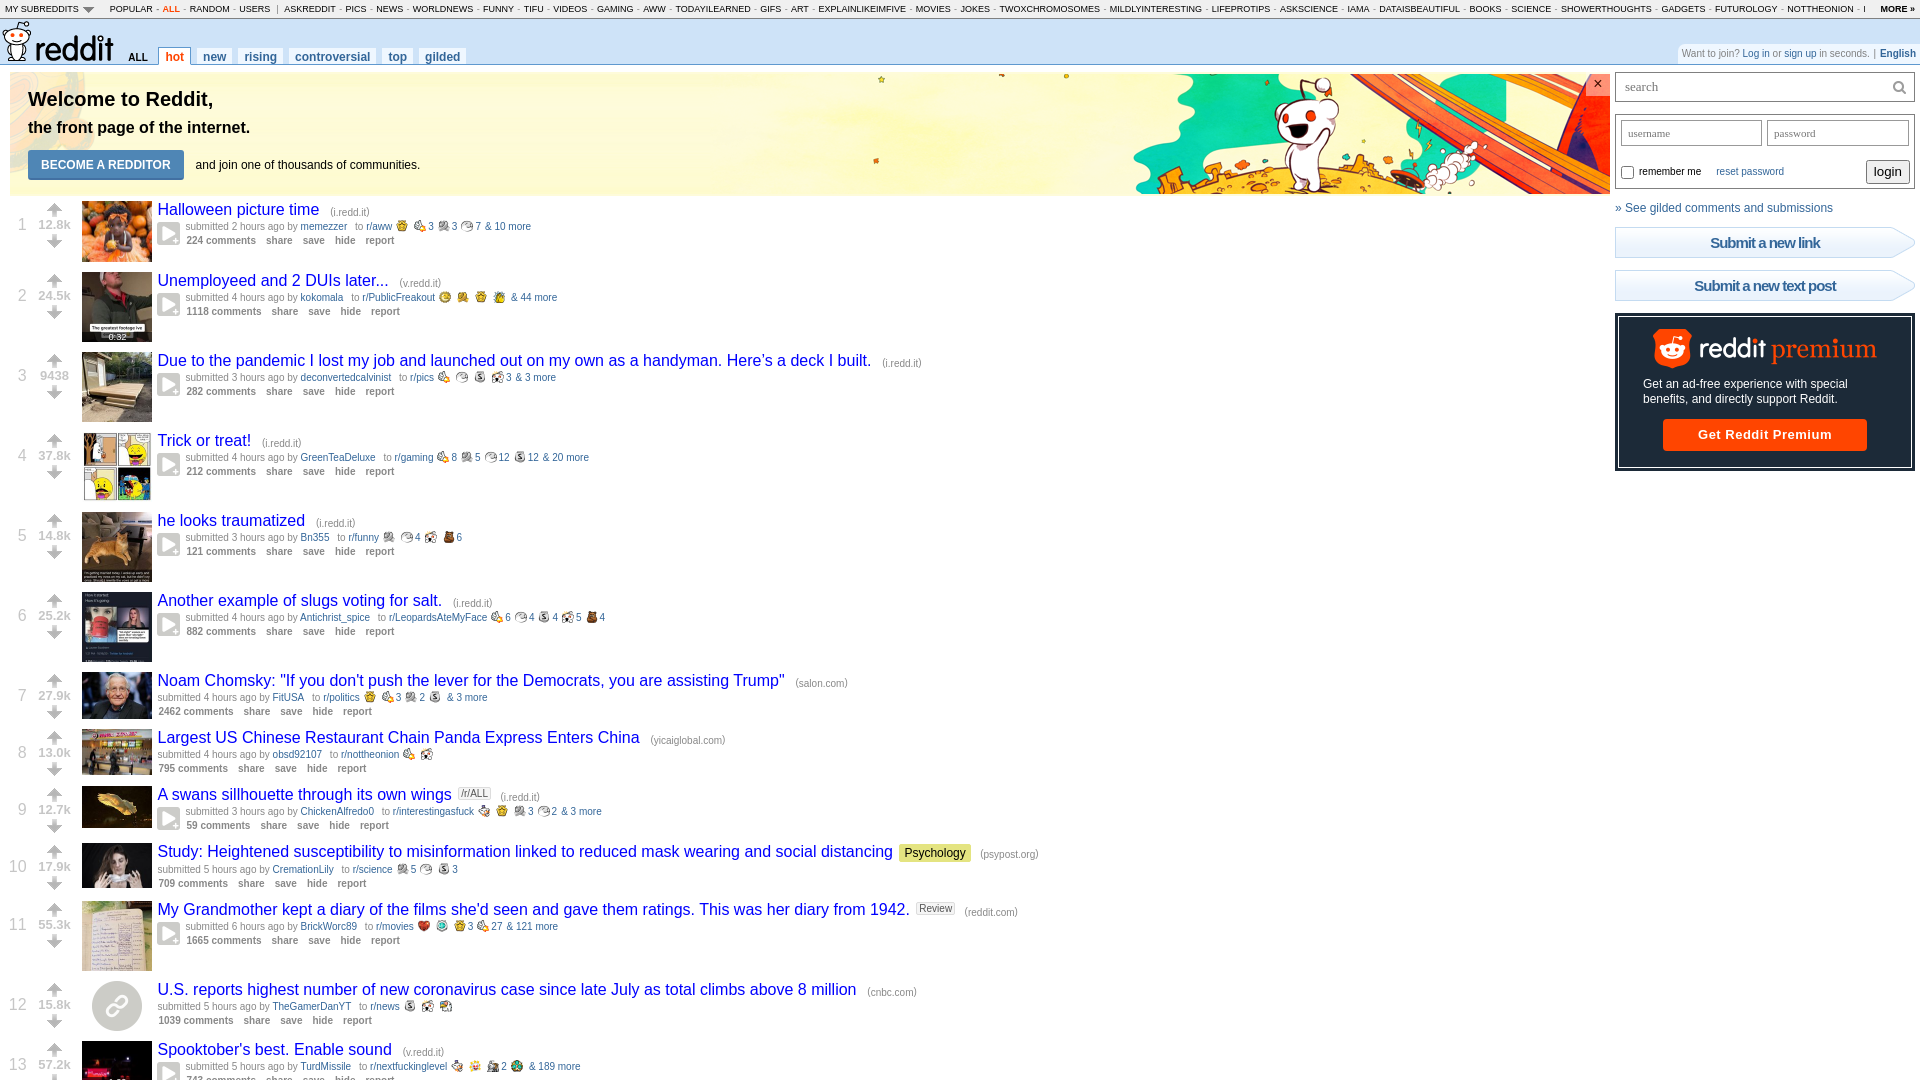 MY SUBREDDITS POPULAR - ALL - RANDOM - USERS | ASKREDDIT - PICS - NEWS - WORLDNEWS - FUNNY - TIFU - VIDEOS - GAMING - AWW - TODAYILEARNED - GIFS - ART - EXPLAINLIKEIMFIVE - MOVIES - JOKES - TWOXCHROMOSOMES - MILDLYINTERESTING - LIFEPROTIPS - ASKSCIENCE - IAMA - DATAISBEAUTIFUL - BOOKS - SCIENCE - SHOWERTHOUGHTS - GADGETS - FUTUROLOGY - NOTTHEONION - I MORE »
reddit ALL hot new rising controversial top gilded
Want to join? Log in or sign up in seconds. | English
Welcome to Reddit,
the front page of the internet.
BECOME A REDDITOR and join one of thousands of communities.
×
1 12.8k
Halloween picture time (i.redd.it)
submitted 2 hours ago by memezzer to r/aww 3 3 7 & 10 more
224 comments share save hide report
2 24.5k
The greatest footage ive
0:32
Unemployeed and 2 DUIs later... (v.redd.it)
submitted 4 hours ago by kokomala to r/PublicFreakout & 44 more
1118 comments share save hide report
3 9438
Due to the pandemic I lost my job and launched out on my own as a handyman. Here’s a deck I built. (i.redd.it)
submitted 3 hours ago by deconvertedcalvinist to r/pics 3 & 3 more
282 comments share save hide report
4 37.8k
Trick or treat! (i.redd.it)
submitted 4 hours ago by GreenTeaDeluxe to r/gaming 8 5 12 12 & 20 more
212 comments share save hide report
5 14.8k
he looks traumatized (i.redd.it)
submitted 3 hours ago by Bn355 to r/funny 4 6
121 comments share save hide report
6 25.2k
Another example of slugs voting for salt. (i.redd.it)
submitted 4 hours ago by Antichrist_spice to r/LeopardsAteMyFace 6 4 4 5 4
882 comments share save hide report
7 27.9k
Noam Chomsky: "If you don't push the lever for the Democrats, you are assisting Trump" (salon.com)
submitted 4 hours ago by FitUSA to r/politics 3 2 & 3 more
2462 comments share save hide report
8 13.0k
Largest US Chinese Restaurant Chain Panda Express Enters China (yicaiglobal.com)
submitted 4 hours ago by obsd92107 to r/nottheonion
795 comments share save hide report
9 12.7k
A swans sillhouette through its own wings /r/ALL (i.redd.it)
submitted 3 hours ago by ChickenAlfredo0 to r/interestingasfuck 3 2 & 3 more
59 comments share save hide report
10 17.9k
Study: Heightened susceptibility to misinformation linked to reduced mask wearing and social distancing Psychology (psypost.org)
submitted 5 hours ago by CremationLily to r/science 5 3
709 comments share save hide report
11 55.3k
My Grandmother kept a diary of the films she'd seen and gave them ratings. This was her diary from 1942. Review (reddit.com)
submitted 6 hours ago by BrickWorc89 to r/movies 3 27 & 121 more
1665 comments share save hide report
12 15.8k
U.S. reports highest number of new coronavirus case since late July as total climbs above 8 million (cnbc.com)
submitted 5 hours ago by TheGamerDanYT to r/news
1039 comments share save hide report
13 57.2k
Spooktober's best. Enable sound (v.redd.it)
submitted 5 hours ago by TurdMissile to r/nextfuckinglevel 2 & 189 more
743 comments share save hide report
search
username password
remember me reset password login
» See gilded comments and submissions
Submit a new link
Submit a new text post
reddit premium
Get an ad-free experience with special
benefits, and directly support Reddit.
Get Reddit Premium